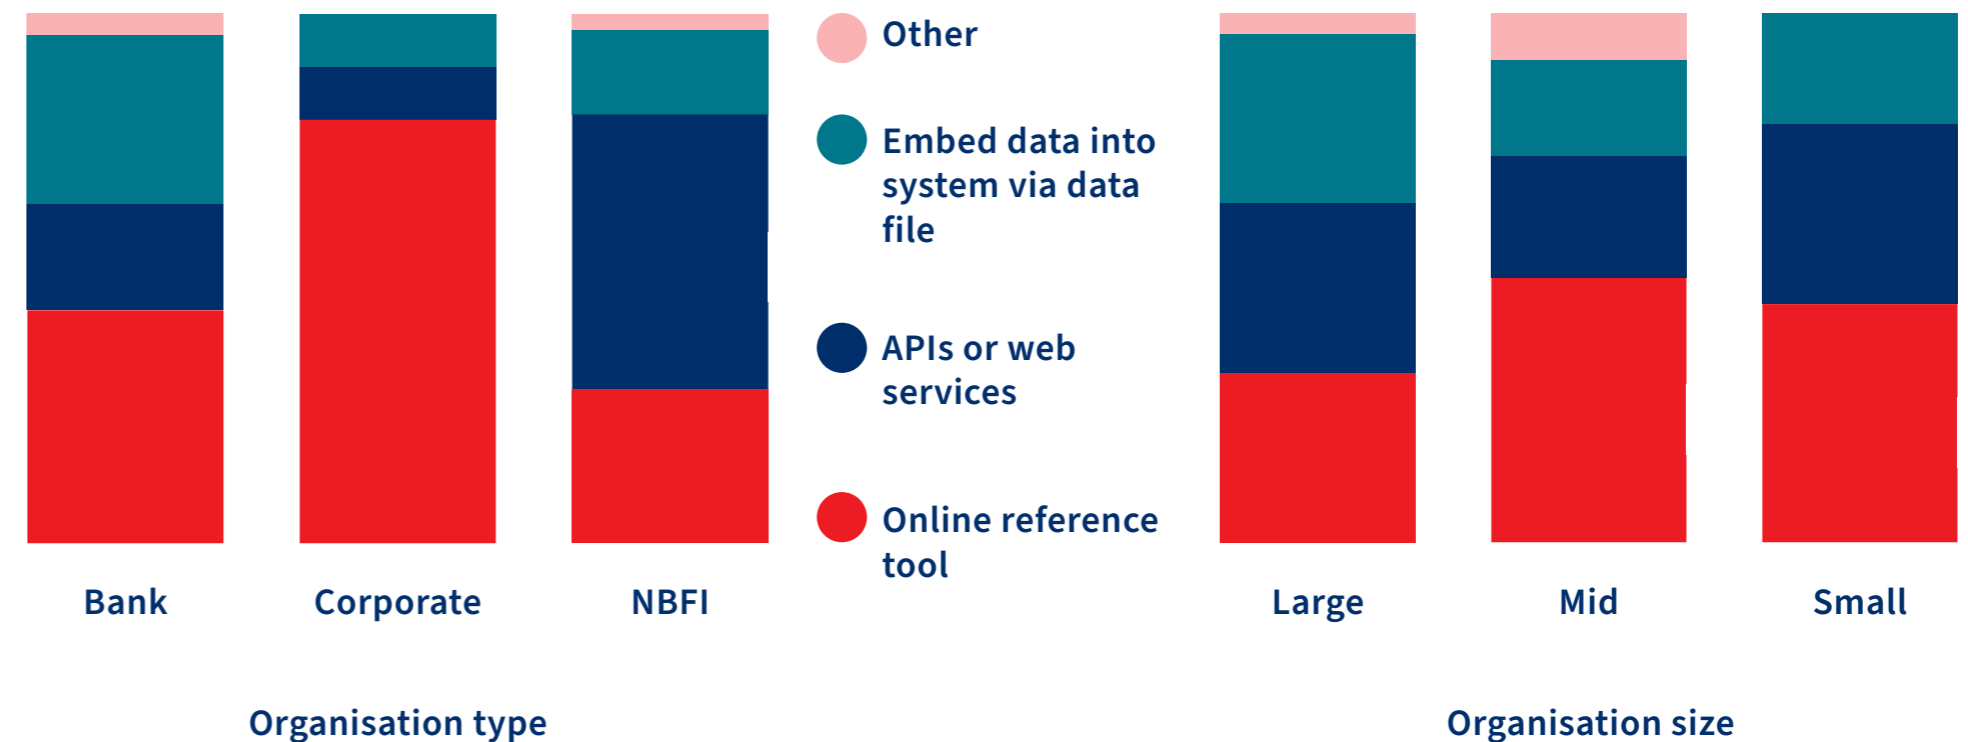 Other
Embed data into
system via data
file
APIs or web
services
Online reference
tool
Bank
Corporate
NBFI
Organisation type
Large
Mid
Small
Organisation size